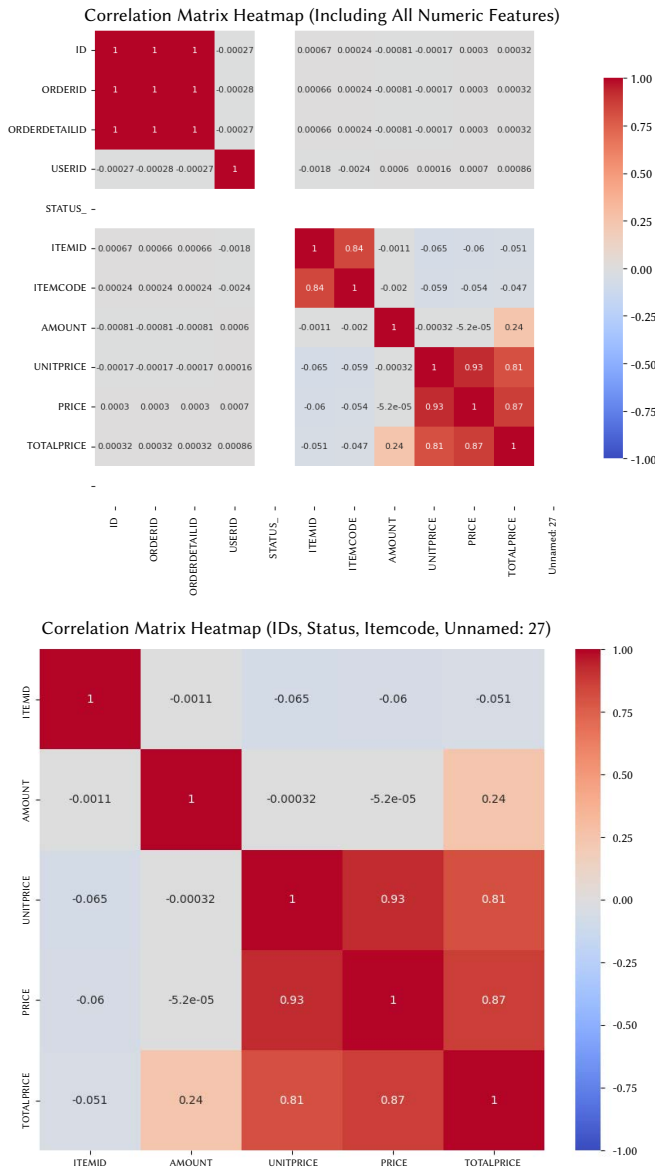 Correlation Matrix Heatmap (Including All Numeric Features)
ID 1 1 1 -0.00027 0.00067 0.00024 -0.00081 -0.00017 0.0003 0.00032
ORDERID 1 1 1 -0.00028 0.00066 0.00024 -0.00081 -0.00017 0.0003 0.00032
ORDERDETAILID 1 1 1 -0.00027 0.00066 0.00024 -0.00081 -0.00017 0.0003 0.00032
USERID -0.00027 -0.00028 -0.00027 1 -0.0018 -0.0024 0.0006 0.00016 0.0007 0.00086
STATUS_
ITEMID 0.00067 0.00066 0.00066 -0.0018 1 0.84 -0.0011 -0.065 -0.06 -0.051
ITEMCODE 0.00024 0.00024 0.00024 -0.0024 0.84 1 -0.002 -0.059 -0.054 -0.047
AMOUNT -0.00081 -0.00081 -0.00081 0.0006 -0.0011 -0.002 1 -0.00032 -5.2e-05 0.24
UNITPRICE -0.00017 -0.00017 -0.00017 0.00016 -0.065 -0.059 -0.00032 1 0.93 0.81
PRICE 0.0003 0.0003 0.0003 0.0007 -0.06 -0.054 -5.2e-05 0.93 1 0.87
TOTALPRICE 0.00032 0.00032 0.00032 0.00086 -0.051 -0.047 0.24 0.81 0.87 1
ID ORDERID ORDERDETAILID USERID STATUS_ ITEMID ITEMCODE AMOUNT UNITPRICE PRICE TOTALPRICE Unnamed: 27
1.00
0.75
0.50
0.25
0.00
-0.25
-0.50
-0.75
-1.00
Correlation Matrix Heatmap (IDs, Status, Itemcode, Unnamed: 27)
ITEMID 1 -0.0011 -0.065 -0.06 -0.051
AMOUNT -0.0011 1 -0.00032 -5.2e-05 0.24
UNITPRICE -0.065 -0.00032 1 0.93 0.81
PRICE -0.06 -5.2e-05 0.93 1 0.87
TOTALPRICE -0.051 0.24 0.81 0.87 1
ITEMID AMOUNT UNITPRICE PRICE TOTALPRICE
1.00
0.75
0.50
0.25
0.00
-0.25
-0.50
-0.75
-1.00